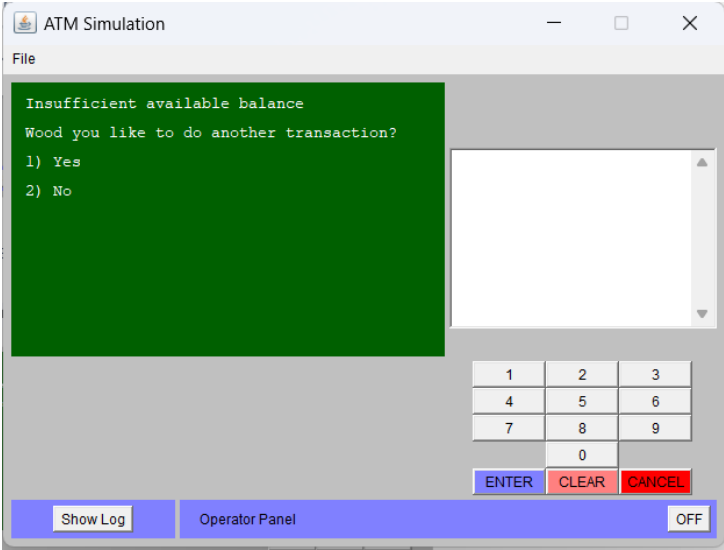 ATM Simulation
File
Insufficient available balance
Wood you like to do another transaction?
1) Yes
2) No
1 2 3
4 5 6
7 8 9
0
ENTER CLEAR CANCEL
Show Log Operator Panel OFF